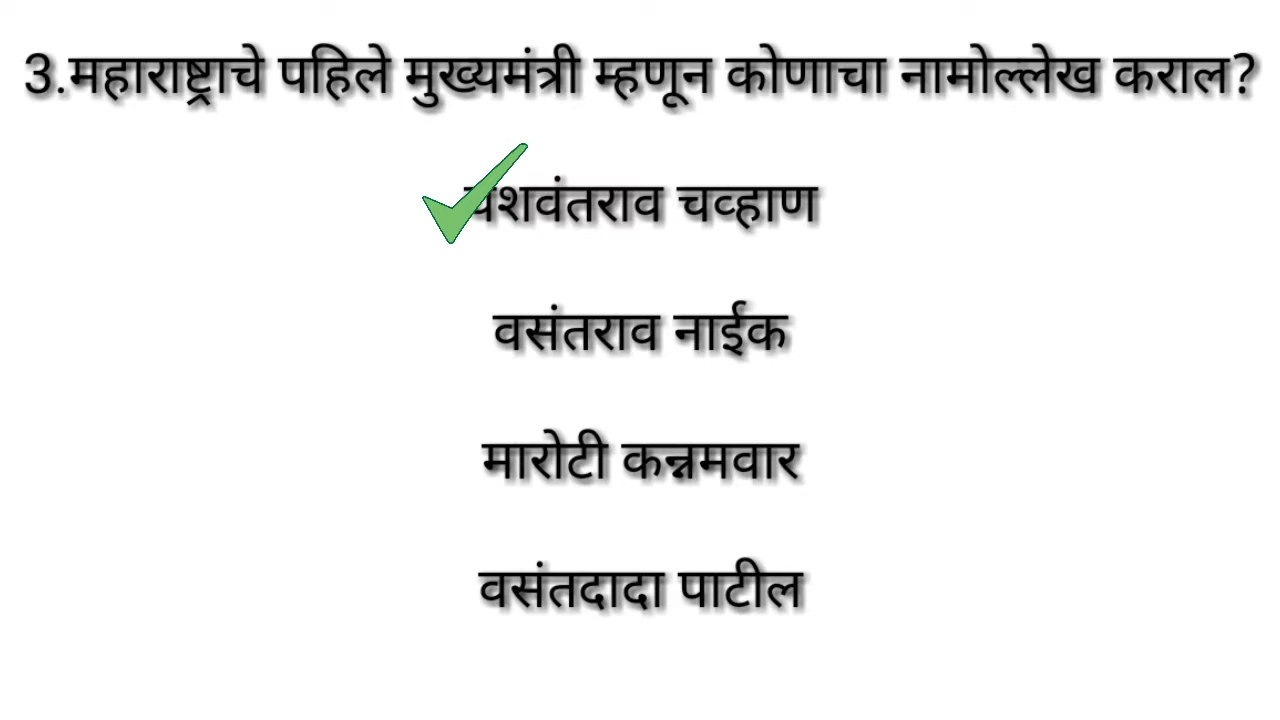 3.महाराष्ट्राचे पहिले मुख्यमंत्री म्हणून कोणाचा नामोल्लेख कराल?
यशवंतराव चव्हाण
वसंतराव नाईक
मारोटी कन्नमवार
वसंतदादा पाटील